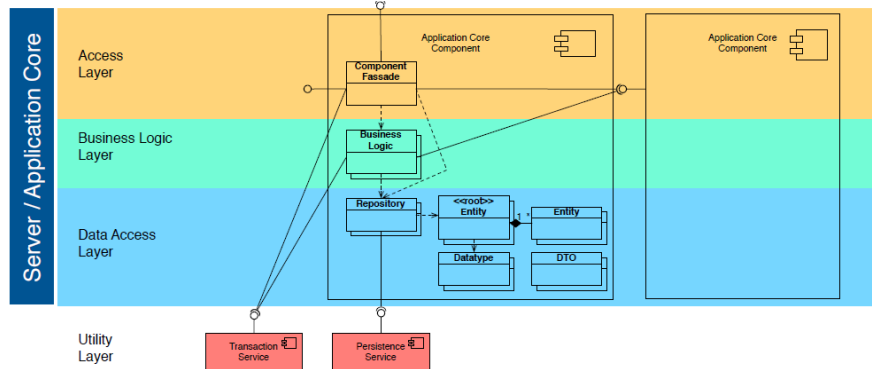 Server / Application Core
Access
Layer
Application Core
Component
Application Core
Component
Component
Fassade
Business Logic
Layer
Business
Logic
Data Access
Layer
Repository
<<root>>
Entity
1 *
Entity
Datatype
DTO
Utility
Layer
Transaction
Service
Persistence
Service